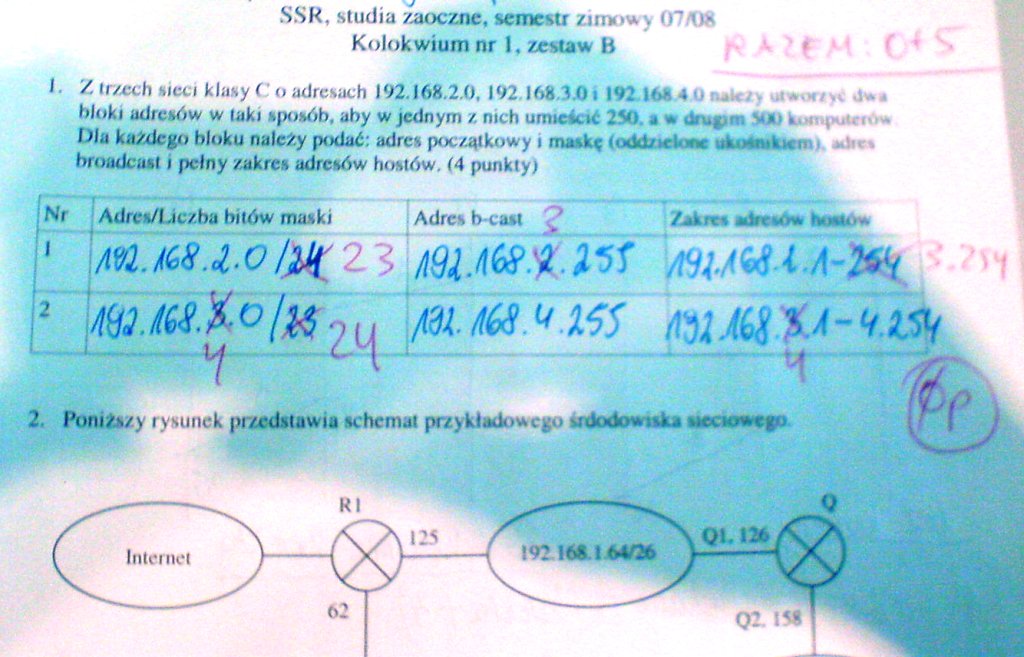 SSR, studia zaoczne, semestr zimowy 07/08
Kolokwium nr 1, zestaw B
RAZEM: 0+5
1. Z trzech sieci klasy C o adresach 192.168.2.0, 192.168.3.0 i 192.168.4.0 należy utworzyć dwa
bloki adresów w taki sposób, aby w jednym z nich umieścić 250, a w drugim 500 komputerów.
Dla każdego bloku należy podać: adres początkowy i maskę (oddzielone ukośnikiem), adres
broadcast i pełny zakres adresów hostów. (4 punkty)
Nr Adres/Liczba bitów maski Adres b-cast Zakres adresów hostów
3
1 192.168.2.0/24 23 192.168.2.255 192.168.2.1-254 3.254
2 192.168.3.0/23 24 192.168.4.255 192.168.3.1-4.254
4 4
0p
2. Poniższy rysunek przedstawia schemat przykładowego śrdodowiska sieciowego.
R1 Q
Internet 125 192.168.1.64/26 Q1, 126
62 Q2, 158